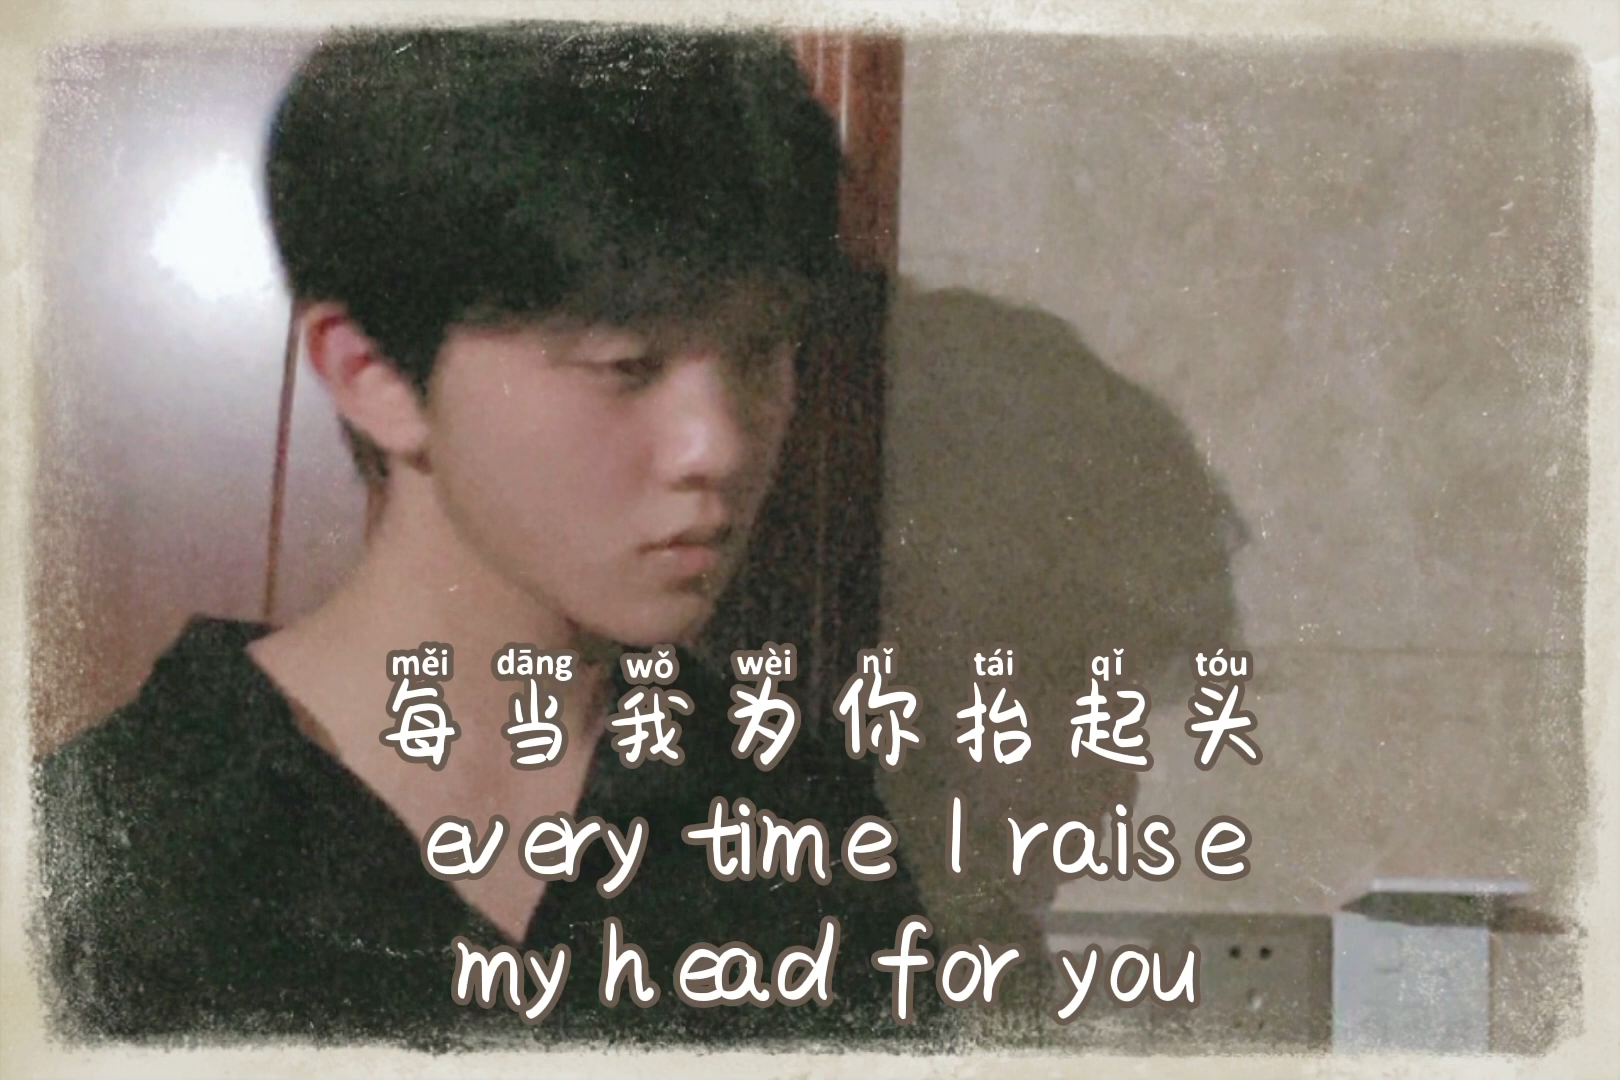 měi dāng wǒ wèi nǐ tái qǐ tóu
每当我为你抬起头
every time I raise
my head for you